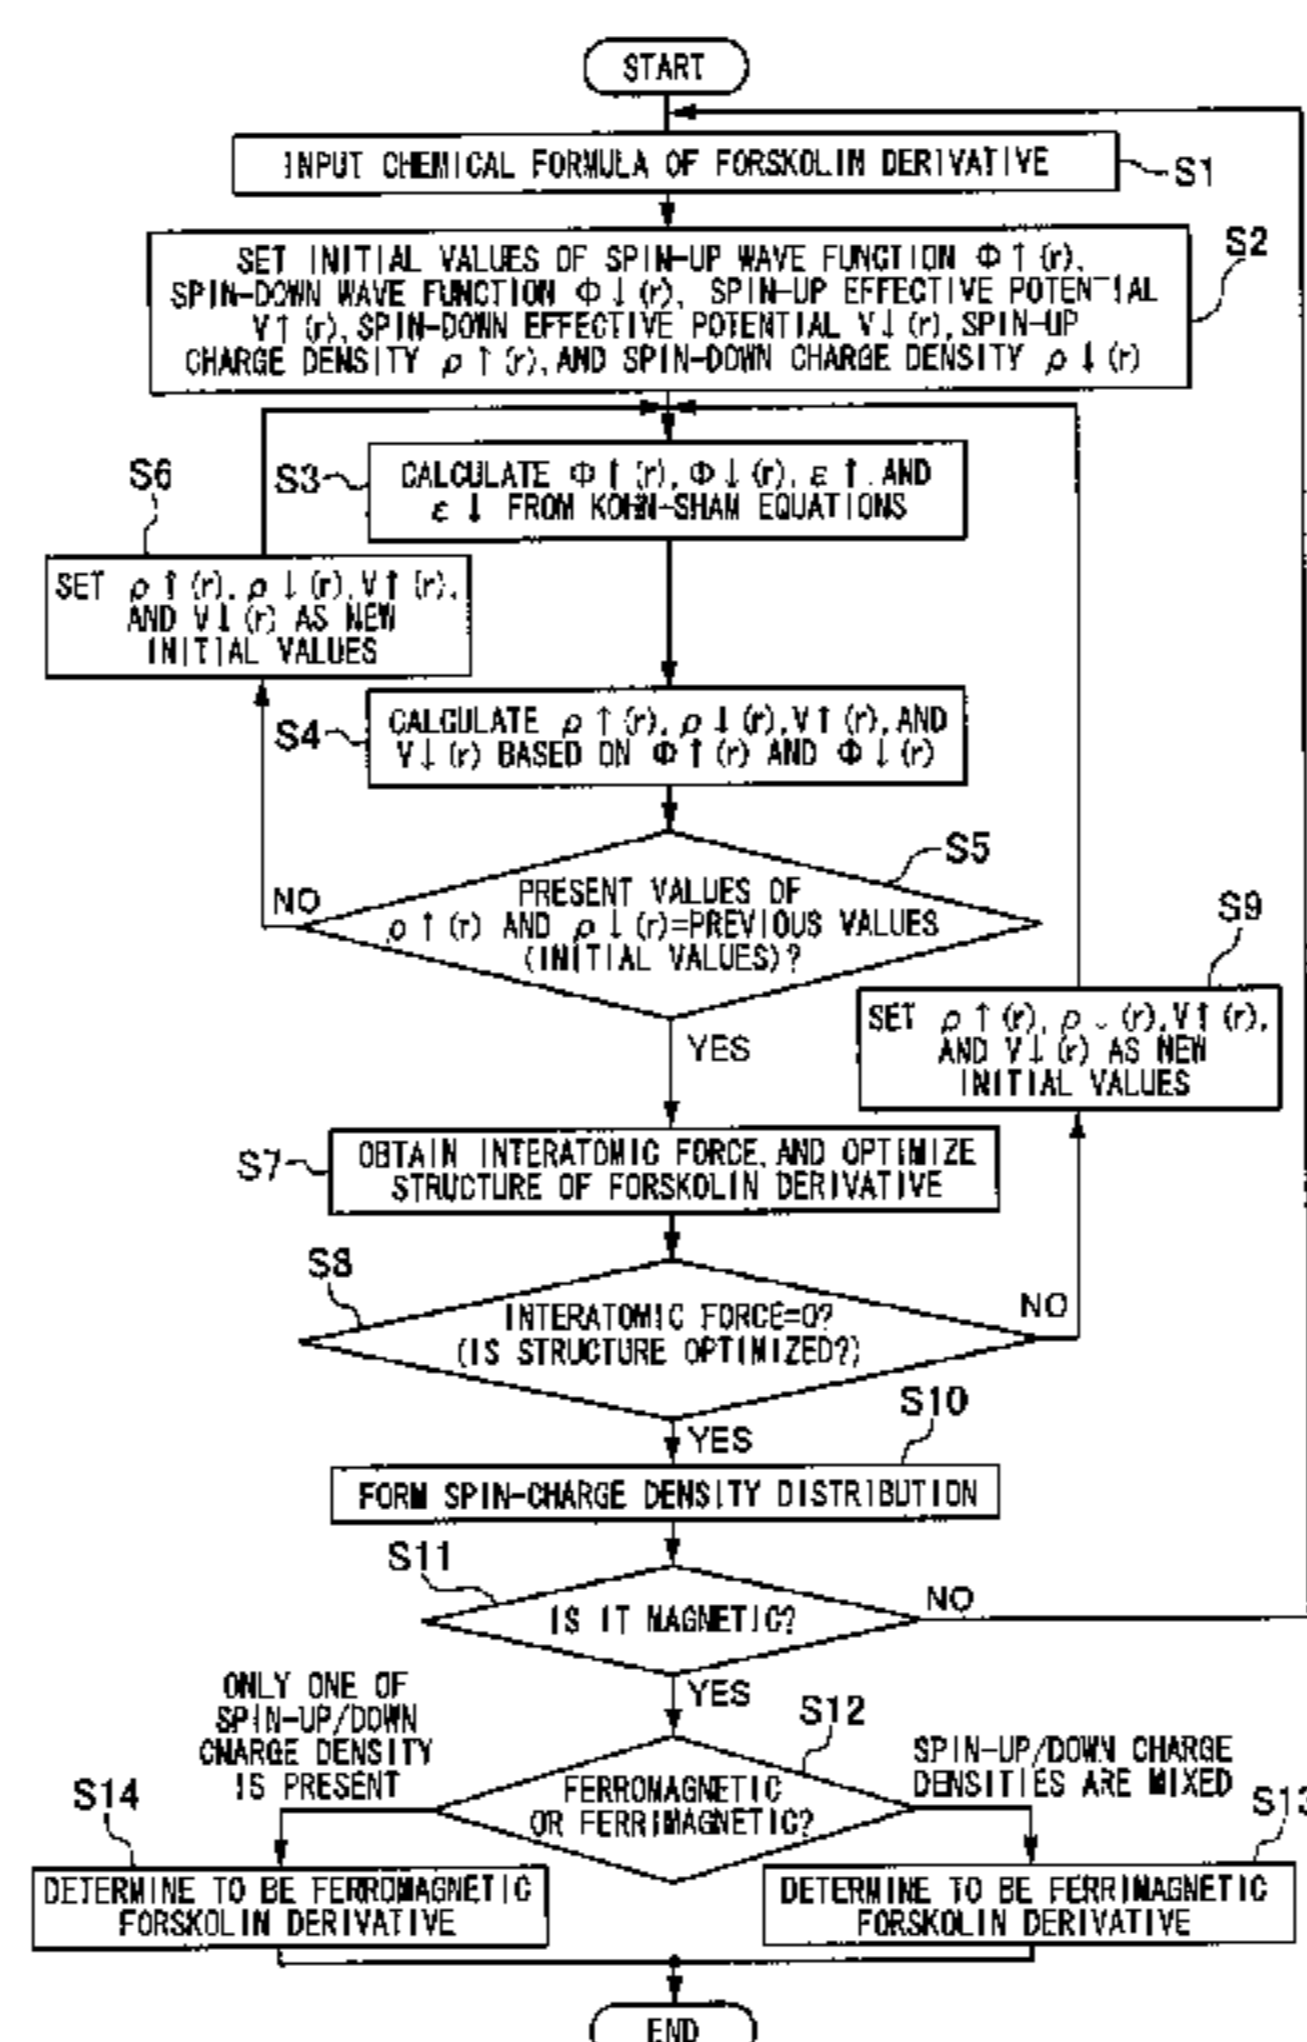 START
INPUT CHEMICAL FORMULA OF FORSKOLIN DERIVATIVE
S1
SET INITIAL VALUES OF SPIN-UP WAVE FUNCTION Φ↑(r),
SPIN-DOWN WAVE FUNCTION Φ↓(r), SPIN-UP EFFECTIVE POTENTIAL
V↑(r), SPIN-DOWN EFFECTIVE POTENTIAL V↓(r), SPIN-UP
CHARGE DENSITY ρ↑(r), AND SPIN-DOWN CHARGE DENSITY ρ↓(r)
S2
S3
CALCULATE Φ↑(r), Φ↓(r), ε↑, AND
ε↓ FROM KOHN-SHAM EQUATIONS
S6
SET ρ↑(r), ρ↓(r), V↑(r),
AND V↓(r) AS NEW
INITIAL VALUES
S4
CALCULATE ρ↑(r), ρ↓(r), V↑(r), AND
V↓(r) BASED ON Φ↑(r) AND Φ↓(r)
S5
PRESENT VALUES OF
ρ↑(r) AND ρ↓(r)=PREVIOUS VALUES
(INITIAL VALUES)?
NO
YES
S9
SET ρ↑(r), ρ↓(r), V↑(r),
AND V↓(r) AS NEW
INITIAL VALUES
S7
OBTAIN INTERATOMIC FORCE, AND OPTIMIZE
STRUCTURE OF FORSKOLIN DERIVATIVE
S8
INTERATOMIC FORCE=0?
(IS STRUCTURE OPTIMIZED?)
NO
YES
S10
FORM SPIN-CHARGE DENSITY DISTRIBUTION
S11
IS IT MAGNETIC?
NO
YES
S12
FERROMAGNETIC
OR FERRIMAGNETIC?
ONLY ONE OF
SPIN-UP/DOWN
CHARGE DENSITY
IS PRESENT
SPIN-UP/DOWN CHARGE
DENSITIES ARE MIXED
S14
DETERMINE TO BE FERROMAGNETIC
FORSKOLIN DERIVATIVE
S13
DETERMINE TO BE FERRIMAGNETIC
FORSKOLIN DERIVATIVE
END